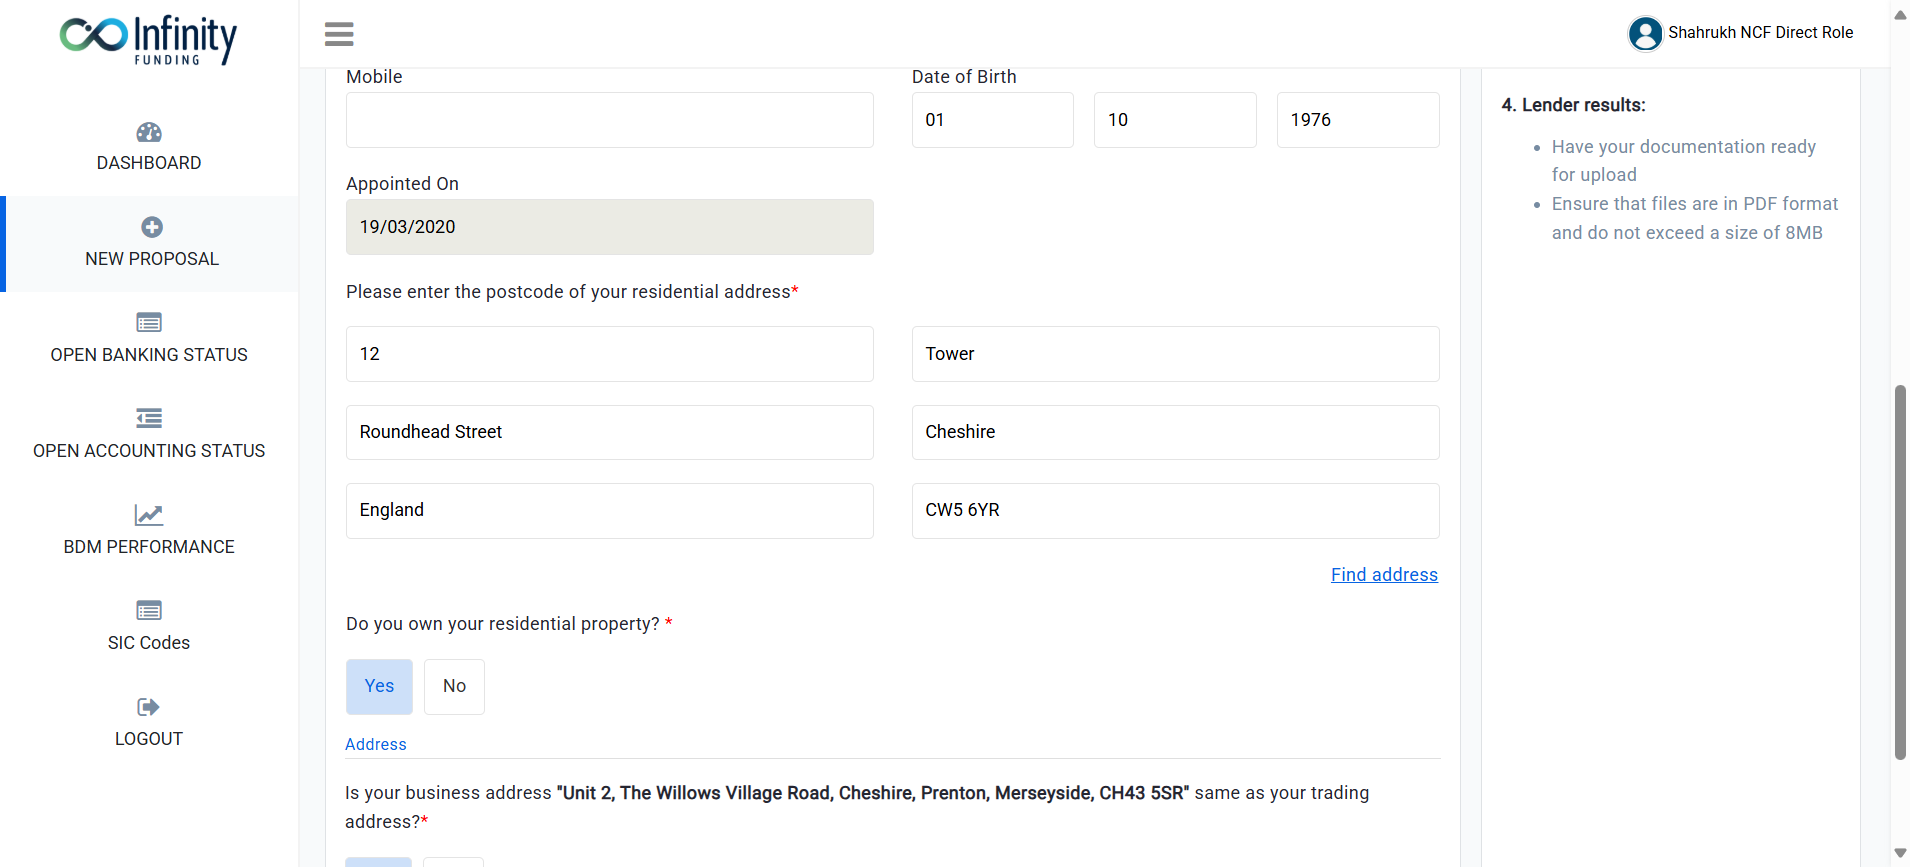 Infinity
FUNDING
DASHBOARD
NEW PROPOSAL
OPEN BANKING STATUS
OPEN ACCOUNTING STATUS
BDM PERFORMANCE
SIC Codes
LOGOUT
Shahrukh NCF Direct Role
Mobile
Date of Birth
01
10
1976
Appointed On
19/03/2020
Please enter the postcode of your residential address*
12
Tower
Roundhead Street
Cheshire
England
CW5 6YR
Find address
Do you own your residential property? *
Yes
No
Address
Is your business address "Unit 2, The Willows Village Road, Cheshire, Prenton, Merseyside, CH43 5SR" same as your trading
address?*
4. Lender results:
Have your documentation ready
for upload
Ensure that files are in PDF format
and do not exceed a size of 8MB